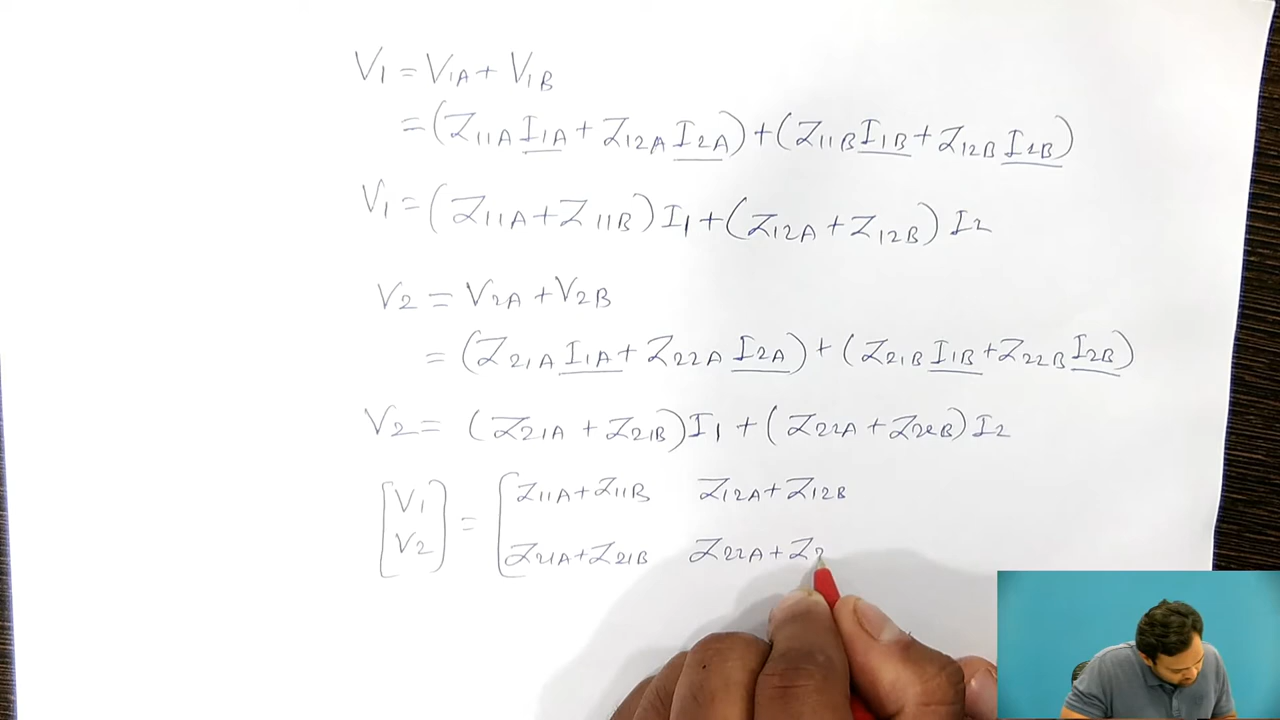 V1 = V1A + V1B
= (Z11A I1A + Z12A I2A) + (Z11B I1B + Z12B I2B)
V1 = (Z11A + Z11B) I1 + (Z12A + Z12B) I2
V2 = V2A + V2B
= (Z21A I1A + Z22A I2A) + (Z21B I1B + Z22B I2B)
V2 = (Z21A + Z21B) I1 + (Z22A + Z22B) I2
[V1 V2] = [Z11A + Z11B Z12A + Z12B
Z21A + Z21B Z22A + Z2